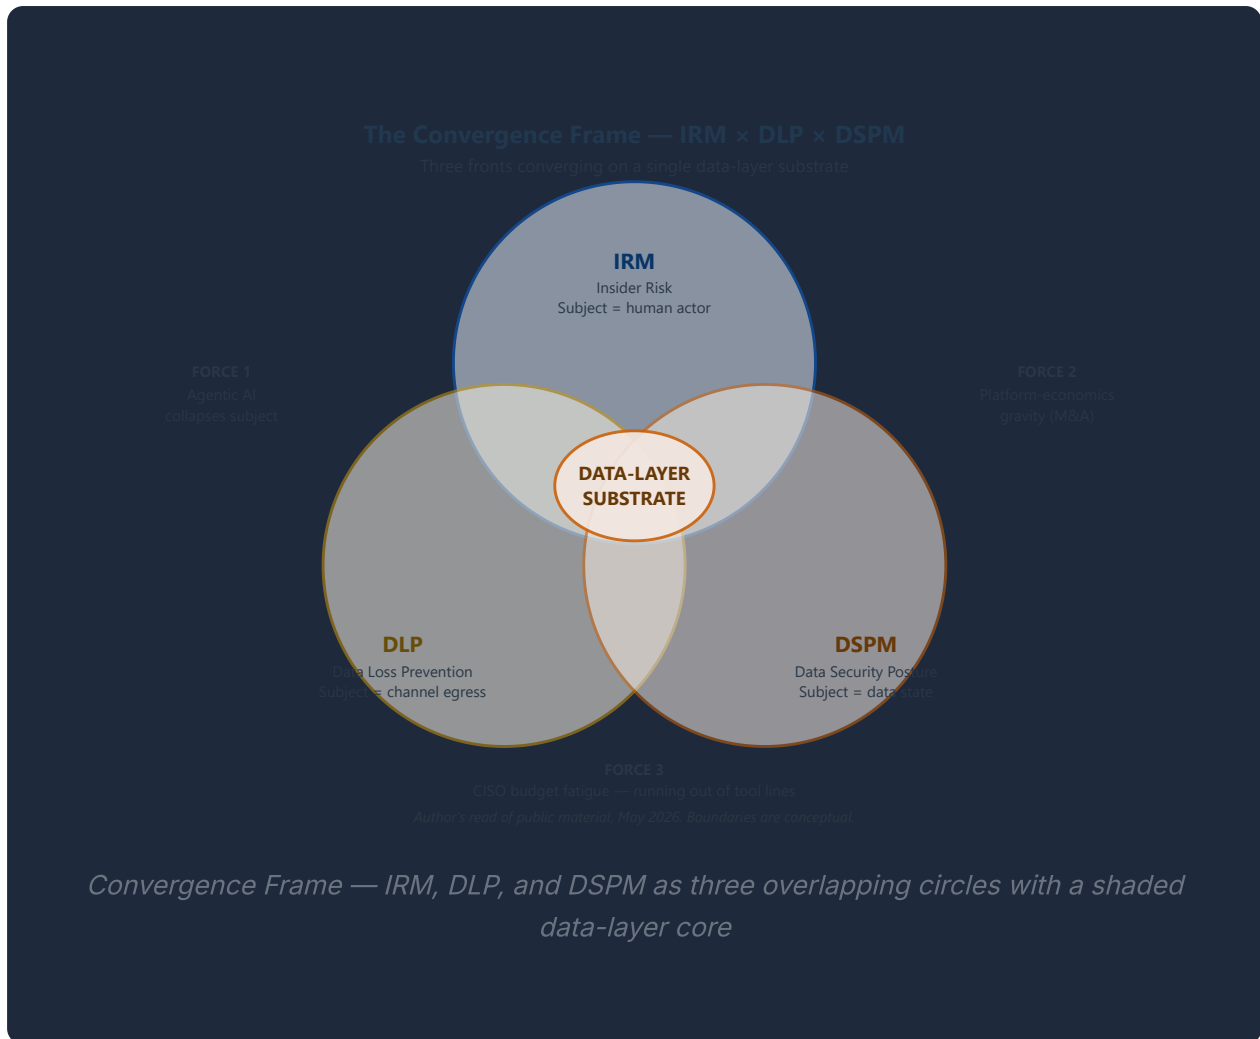 The Convergence Frame — IRM × DLP × DSPM
Three fronts converging on a single data-layer substrate
IRM
Insider Risk
Subject = human actor
FORCE 1
Agentic AI
collapses subject
FORCE 2
Platform-economics
gravity (M&A)
DATA-LAYER
SUBSTRATE
DLP
Data Loss Prevention
Subject = channel egress
DSPM
Data Security Posture
Subject = data state
FORCE 3
CISO budget fatigue — running out of tool lines
Author's read of public material, May 2026. Boundaries are conceptual.
Convergence Frame — IRM, DLP, and DSPM as three overlapping circles with a shaded
data-layer core